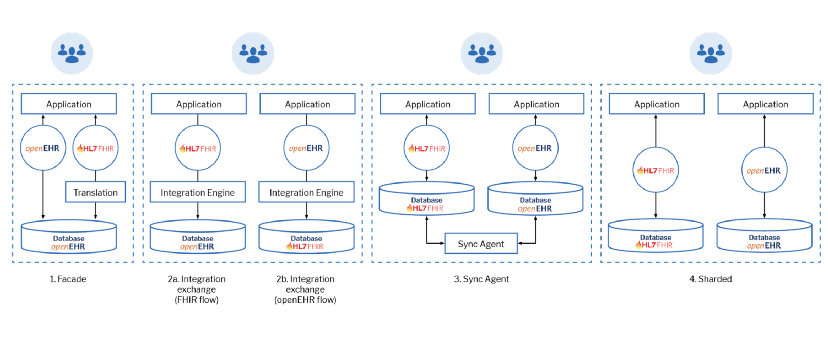 Application
openEHR
HL7 FHIR
Translation
Database
openEHR
1. Facade
Application
HL7 FHIR
Integration Engine
Database
openEHR
2a. Integration
exchange
(FHIR flow)
Application
openEHR
Integration Engine
Database
HL7 FHIR
2b. Integration
exchange
(openEHR flow)
Application
HL7 FHIR
Database
HL7 FHIR
Application
openEHR
Database
openEHR
Sync Agent
3. Sync Agent
Application
HL7 FHIR
Database
HL7 FHIR
Application
openEHR
Database
openEHR
4. Sharded